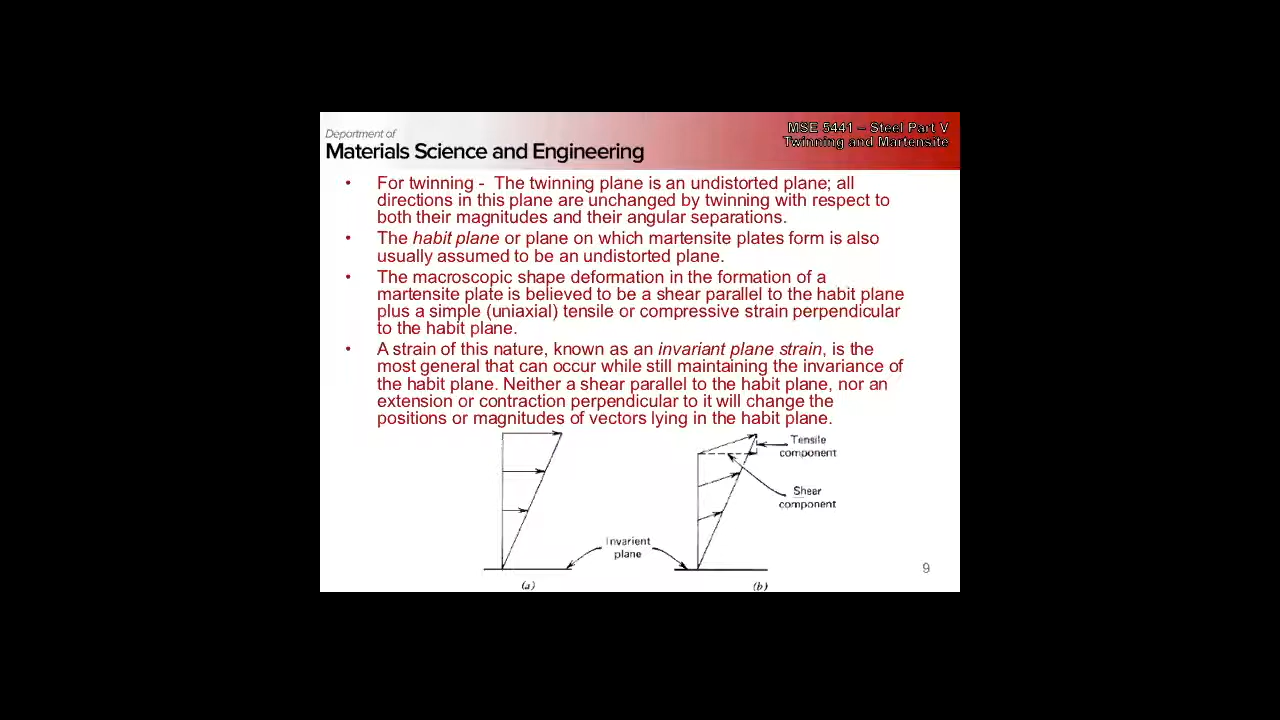 Department of
Materials Science and Engineering
MSE 5441 – Steel Part V
Twinning and Martensite
• For twinning - The twinning plane is an undistorted plane; all
directions in this plane are unchanged by twinning with respect to
both their magnitudes and their angular separations.
• The habit plane or plane on which martensite plates form is also
usually assumed to be an undistorted plane.
• The macroscopic shape deformation in the formation of a
martensite plate is believed to be a shear parallel to the habit plane
plus a simple (uniaxial) tensile or compressive strain perpendicular
to the habit plane.
• A strain of this nature, known as an invariant plane strain, is the
most general that can occur while still maintaining the invariance of
the habit plane. Neither a shear parallel to the habit plane, nor an
extension or contraction perpendicular to it will change the
positions or magnitudes of vectors lying in the habit plane.
Tensile
component
Shear
component
Invarient
plane
(a)
(b)
9